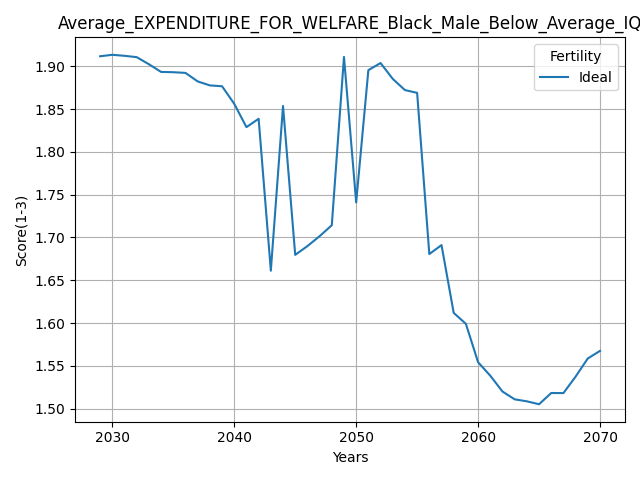 Average_EXPENDITURE_FOR_WELFARE_Black_Male_Below_Average_IQ
Fertility
Ideal
1.90
1.85
1.80
1.75
1.70
1.65
1.60
1.55
1.50
Score(1-3)
2030 2040 2050 2060 2070
Years